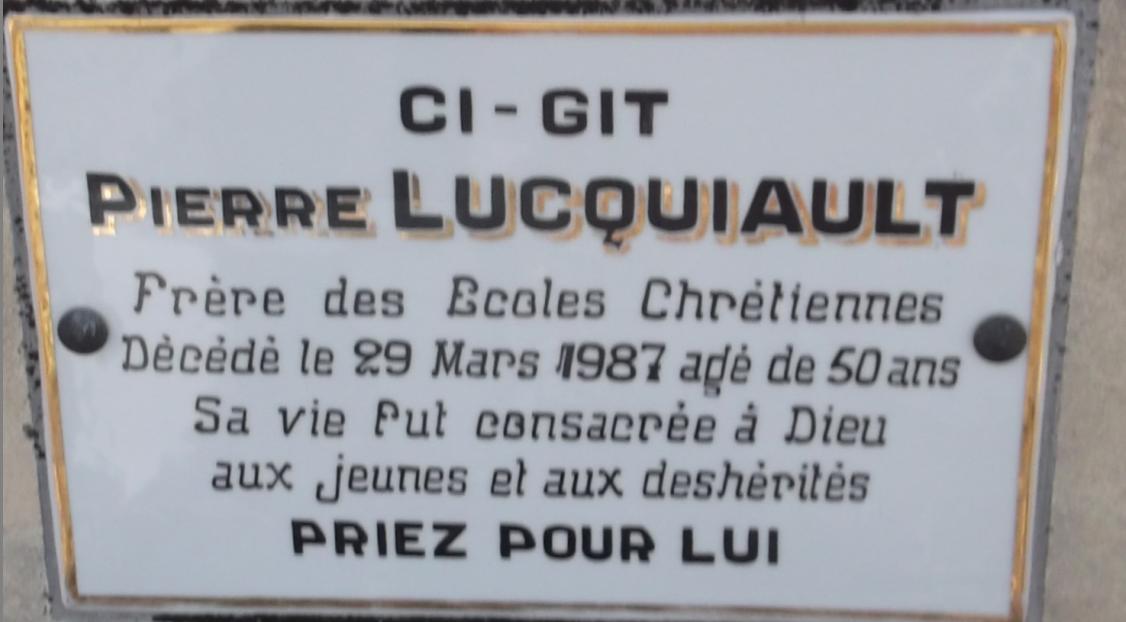 CI-GIT
PIERRE LUCQUIAULT
Frère des Ecoles Chrétiennes
Décédé le 29 Mars 1987 agé de 50 ans
Sa vie fut consacrée à Dieu
aux jeunes et aux deshérités
PRIEZ POUR LUI